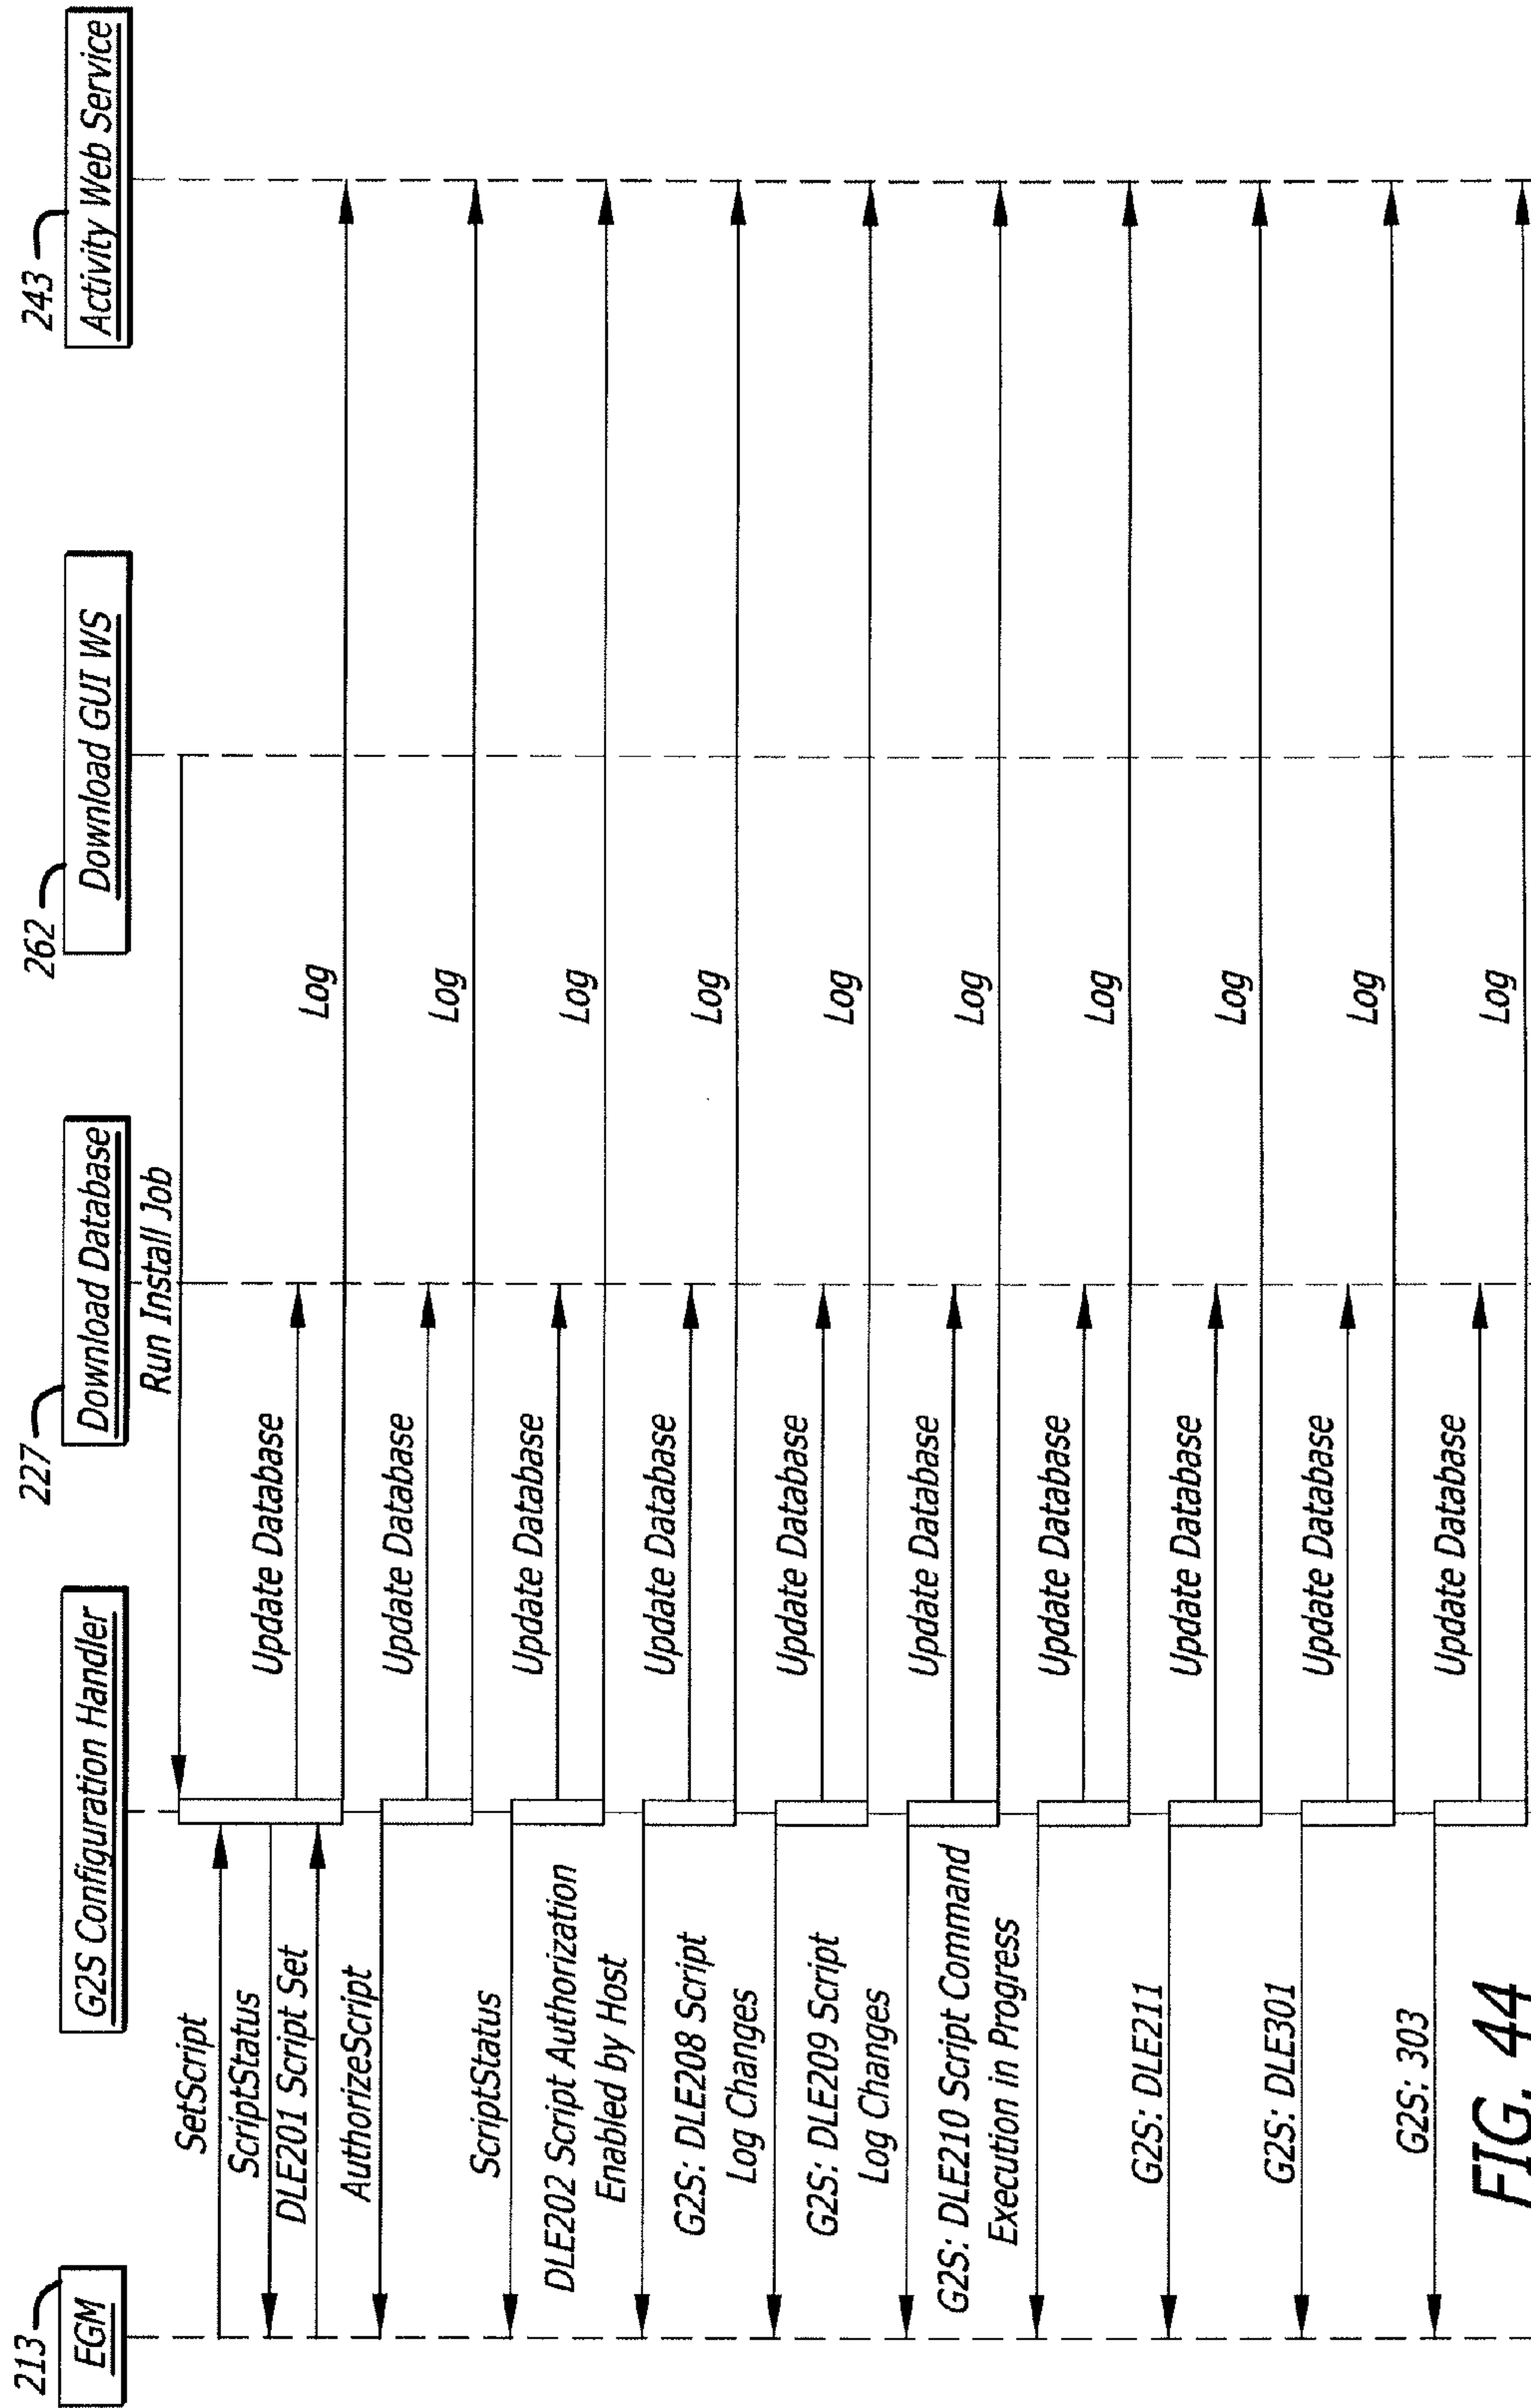 213
EGM
G2S Configuration Handler
227
Download Database
262
Download GUI WS
243
Activity Web Service
Run Install Job
SetScript
ScriptStatus
Update Database
DLE201 Script Set
Log
AuthorizeScript
Update Database
Log
ScriptStatus
Update Database
Log
DLE202 Script Authorization
Enabled by Host
Update Database
Log
G2S: DLE208 Script
Log Changes
Update Database
Log
G2S: DLE209 Script
Log Changes
Update Database
Log
G2S: DLE210 Script Command
Execution in Progress
Update Database
Log
G2S: DLE211
Update Database
Log
G2S: DLE301
Update Database
Log
G2S: 303
Update Database
Log
FIG. 44